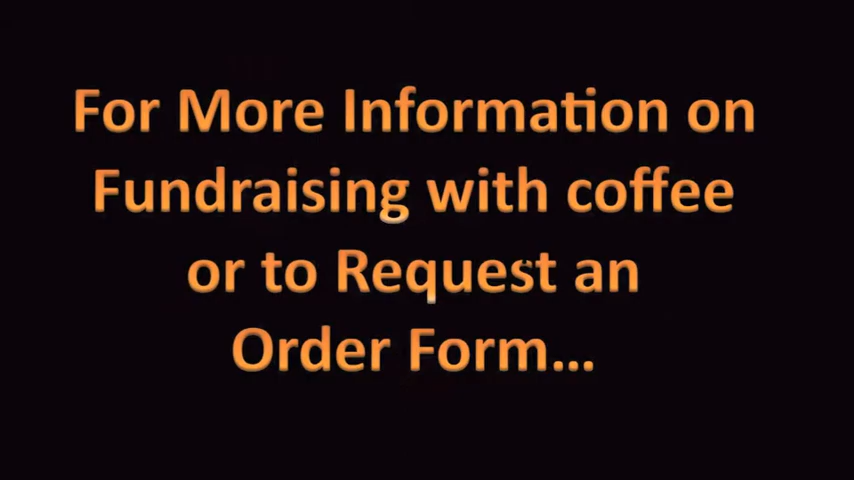 For More Information on
Fundraising with coffee
or to Request an
Order Form...